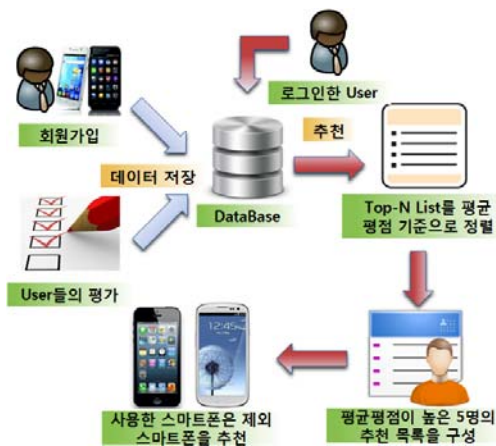 회원가입
로그인한 User
추천
데이터 저장
DataBase
Top-N List를 평균
평점 기준으로 정렬
User들의 평가
12:45
사용한 스마트폰은 제외
스마트폰을 추천
평균평점이 높은 5명의
추천 목록을 구성